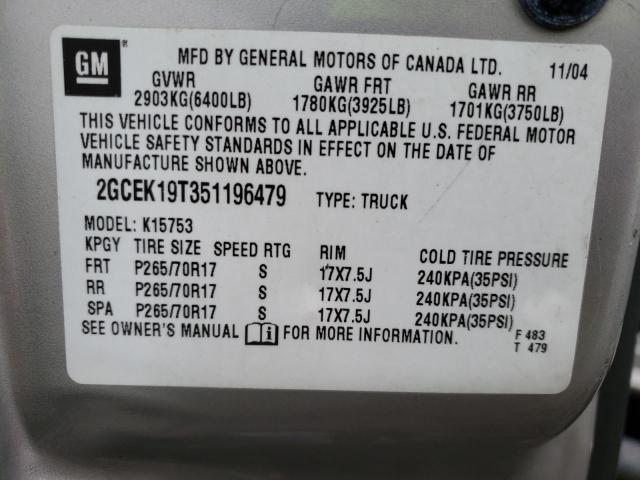 GM
MFD BY GENERAL MOTORS OF CANADA LTD. 11/04
GVWR GAWR FRT GAWR RR
2903KG(6400LB) 1780KG(3925LB) 1701KG(3750LB)
THIS VEHICLE CONFORMS TO ALL APPLICABLE U.S. FEDERAL MOTOR
VEHICLE SAFETY STANDARDS IN EFFECT ON THE DATE OF
MANUFACTURE SHOWN ABOVE.
2GCEK19T351196479 TYPE: TRUCK
MODEL: K15753
KPGY TIRE SIZE SPEED RTG RIM COLD TIRE PRESSURE
FRT P265/70R17 S 17X7.5J 240KPA(35PSI)
RR P265/70R17 S 17X7.5J 240KPA(35PSI)
SPA P265/70R17 S 17X7.5J 240KPA(35PSI)
SEE OWNER'S MANUAL FOR MORE INFORMATION. F 483
T 479